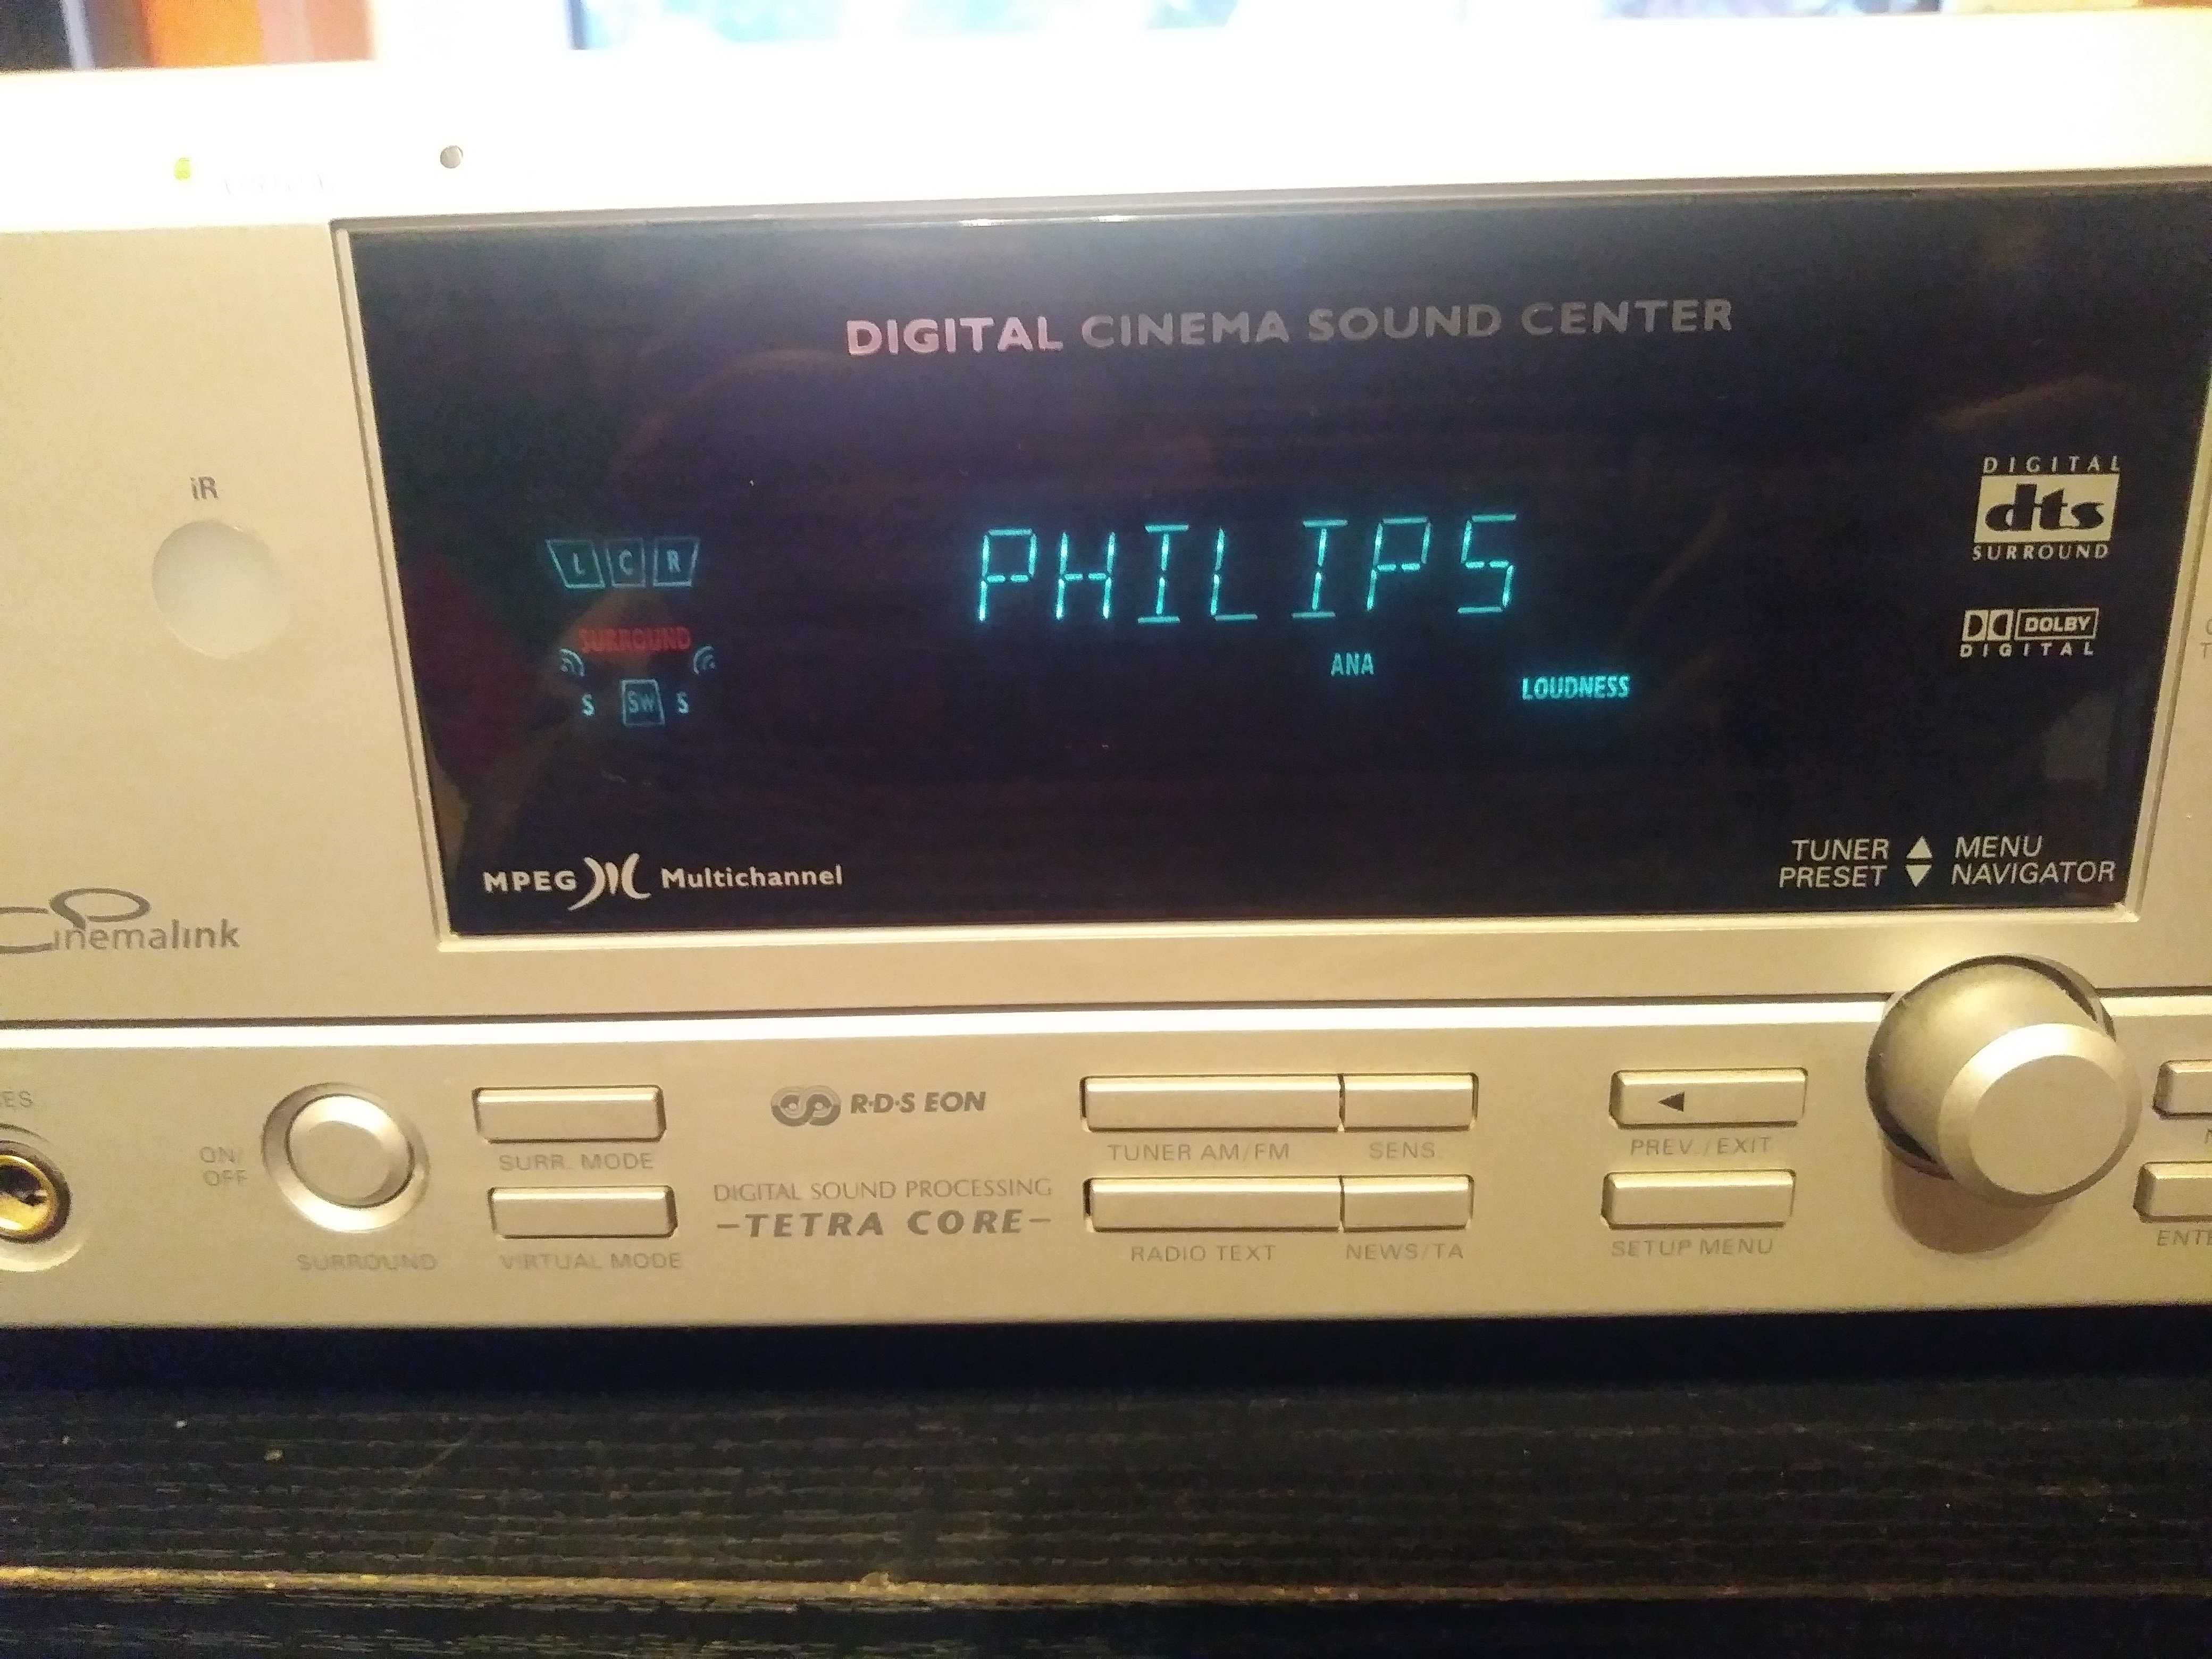 DIGITAL CINEMA SOUND CENTER
iR
DIGITAL
dts
SURROUND
L C R
PHILIPS
SURROUND
DOLBY
DIGITAL
ANA
S SW S
LOUDNESS
MPEG Multichannel
TUNER MENU
PRESET NAVIGATOR
Cinemalink
ON/
OFF
SURROUND
SURR. MODE
VIRTUAL MODE
R·D·S EON
DIGITAL SOUND PROCESSING
–TETRA CORE–
TUNER AM/FM
SENS.
RADIO TEXT
NEWS/TA
PREV./EXIT
SETUP MENU